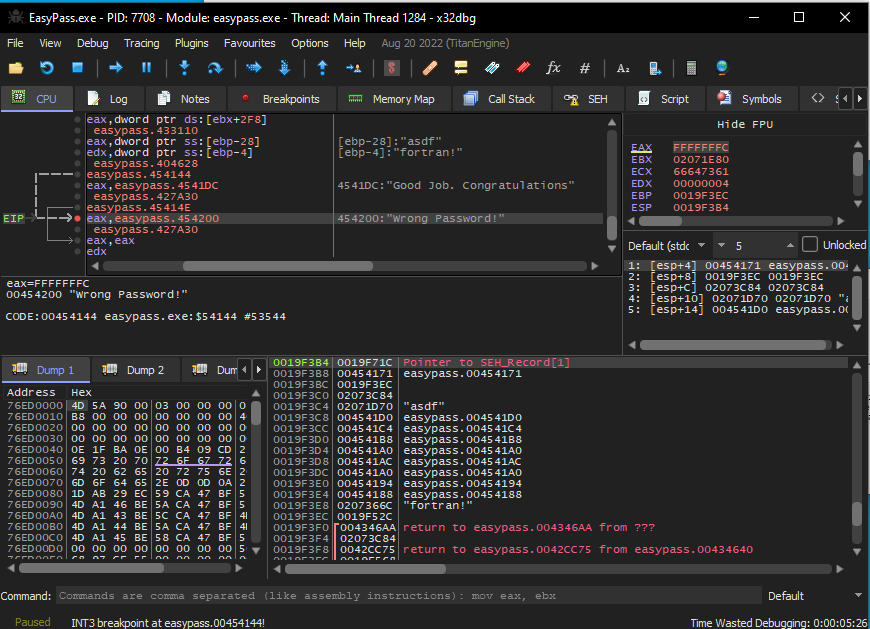 EasyPass.exe - PID: 7708 - Module: easypass.exe - Thread: Main Thread 1284 - x32dbg
File View Debug Tracing Plugins Favourites Options Help Aug 20 2022 (TitanEngine)
CPU Log Notes Breakpoints Memory Map Call Stack SEH Script Symbols
eax,dword ptr ds:[ebx+2F8]
easypass.433110
eax,dword ptr ss:[ebp-28] [ebp-28]:"asdf"
edx,dword ptr ss:[ebp-4] [ebp-4]:"fortran!"
easypass.404628
easypass.454144
eax,easypass.4541DC 4541DC:"Good Job. Congratulations"
easypass.427A30
easypass.45414E
EIP eax,easypass.454200 454200:"Wrong Password!"
easypass.427A30
eax,eax
edx
Hide FPU
EAX FFFFFFFC
EBX 02071E80
ECX 66647361
EDX 00000004
EBP 0019F3EC
ESP 0019F3B4
Default (stdc 5 Unlocked
1: [esp+4] 00454171 easypass.004
2: [esp+8] 0019F3EC 0019F3EC
3: [esp+C] 02073C84 02073C84
4: [esp+10] 02071D70 02071D70 "a
5: [esp+14] 004541D0 easypass.00
eax=FFFFFFFC
00454200 "Wrong Password!"
CODE:00454144 easypass.exe:$54144 #53544
Dump 1 Dump 2 Dum
Address Hex
76ED0000 4D 5A 90 00 03 00 00 00 0
76ED0010 B8 00 00 00 00 00 00 00 4
76ED0020 00 00 00 00 00 00 00 00 0
76ED0030 00 00 00 00 00 00 00 00 0
76ED0040 0E 1F BA 0E 00 B4 09 CD 2
76ED0050 69 73 20 70 72 6F 67 72 6
76ED0060 74 20 62 65 20 72 75 6E 2
76ED0070 6D 6F 64 65 2E 0D 0D 0A 2
76ED0080 1D AB 29 EC 59 CA 47 BF 5
76ED0090 4D A1 46 BE 5C CA 47 BF 4
76ED00A0 4D A1 43 BE 5C CA 47 BF 4
76ED00B0 4D A1 44 BE 5A CA 47 BF 5
76ED00C0 4D A1 45 BE 58 CA 47 BF 5
76ED00D0 00 00 00 00 00 00 00 00 5
0019F3B4 0019F71C Pointer to SEH_Record[1]
0019F3B8 00454171 easypass.00454171
0019F3BC 0019F3EC
0019F3C0 02073C84
0019F3C4 02071D70 "asdf"
0019F3C8 004541D0 easypass.004541D0
0019F3CC 004541C4 easypass.004541C4
0019F3D0 004541B8 easypass.004541B8
0019F3D4 004541A0 easypass.004541A0
0019F3D8 004541AC easypass.004541AC
0019F3DC 004541A0 easypass.004541A0
0019F3E0 00454194 easypass.00454194
0019F3E4 00454188 easypass.00454188
0019F3E8 0207366C "fortran!"
0019F3EC 0019F52C
0019F3F0 004346AA return to easypass.004346AA from ???
0019F3F4 02073C84
0019F3F8 0042CC75 return to easypass.0042CC75 from easypass.00434640
Command: Commands are comma separated (like assembly instructions): mov eax, ebx Default
Paused INT3 breakpoint at easypass.00454144! Time Wasted Debugging: 0:00:05:26